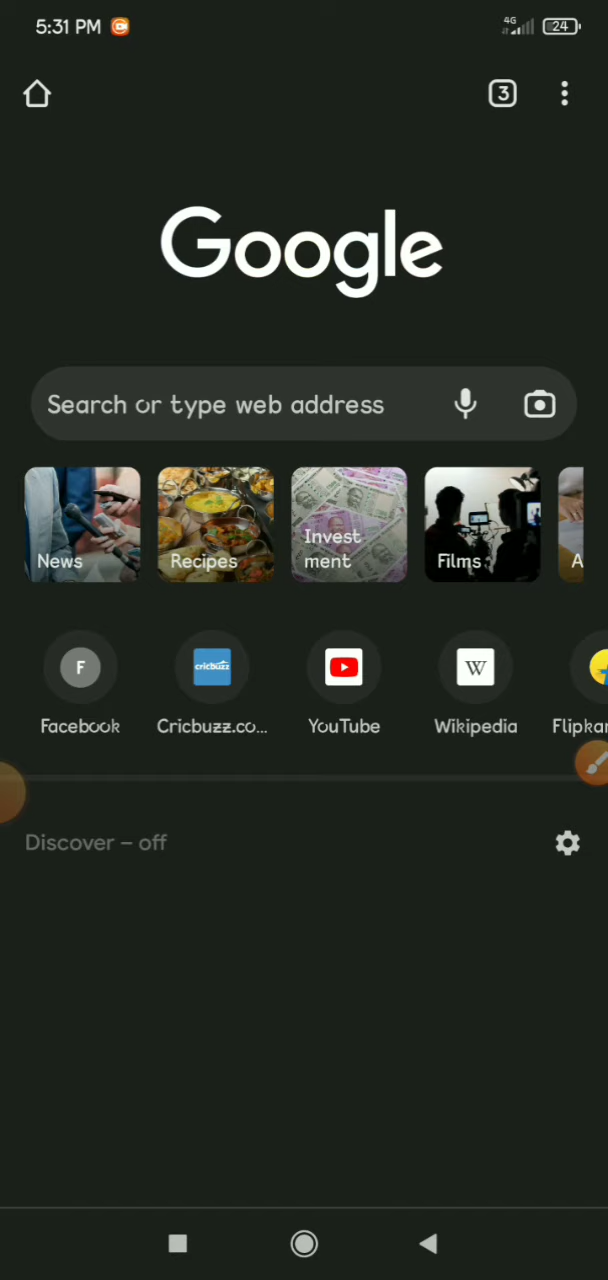 5:31 PM
4G
24
3
Google
Search or type web address
News
Recipes
Invest
ment
Films
A
F
cricbuzz
W
Facebook
Cricbuzz.co...
YouTube
Wikipedia
Flipkar
Discover – off